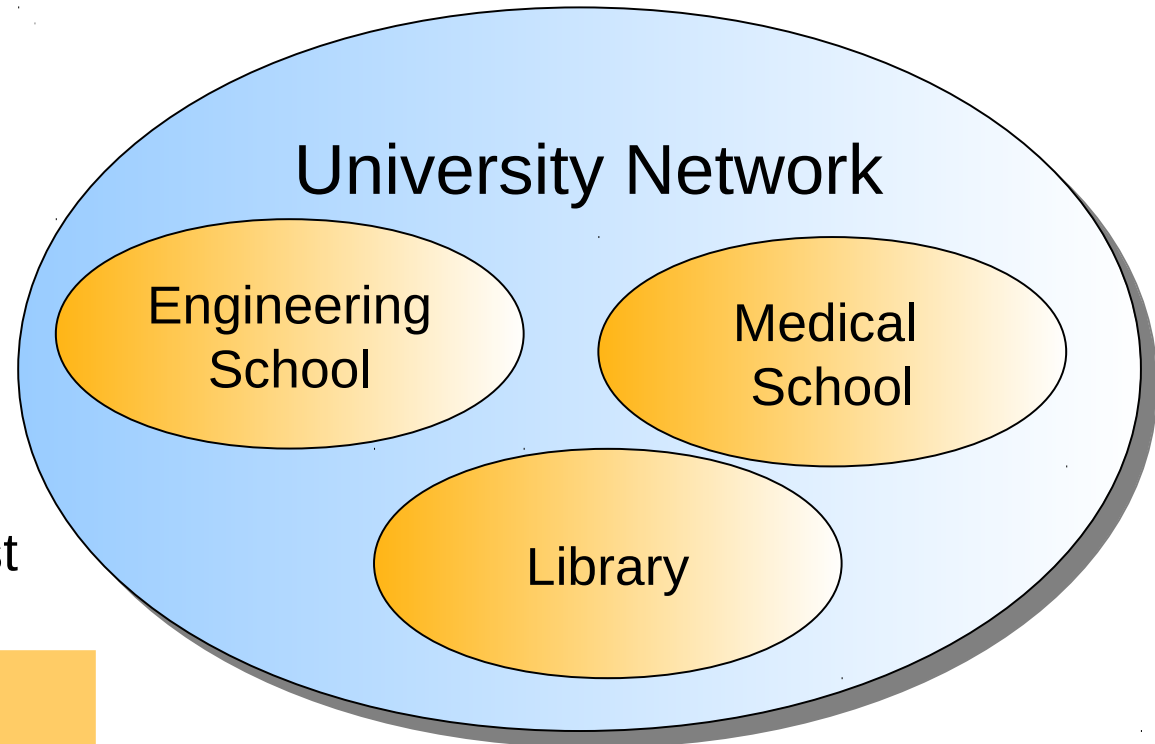 University Network
Engineering
School
Medical
School
Library